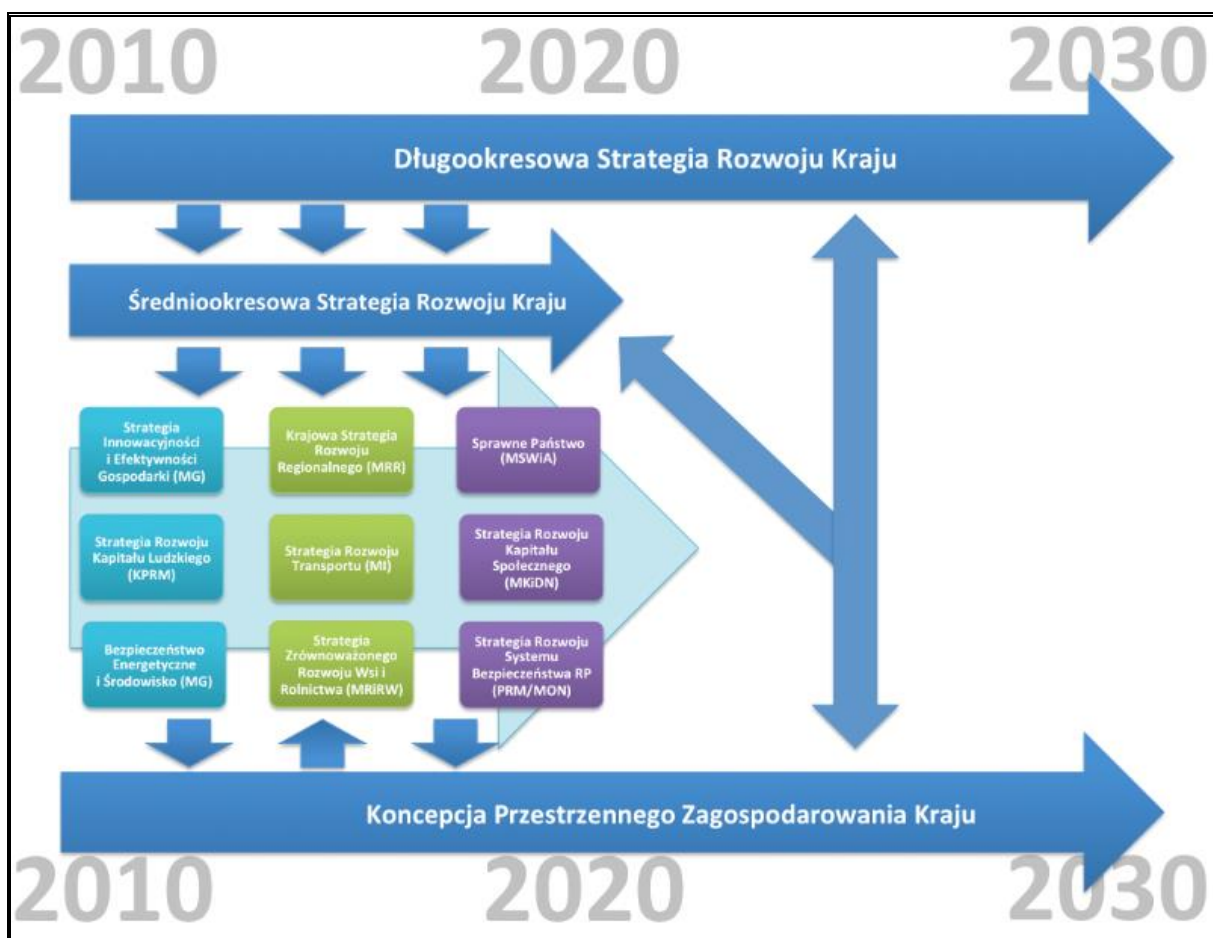 2010 2020 2030
Długookresowa Strategia Rozwoju Kraju
Średniookresowa Strategia Rozwoju Kraju
Strategia
Innowacyjności
i Efektywności
Gospodarki (MG)
Krajowa Strategia
Rozwoju
Regionalnego (MRR)
Sprawne Państwo
(MSWiA)
Strategia Rozwoju
Kapitału Ludzkiego
(KPRM)
Strategia Rozwoju
Transportu (MI)
Strategia Rozwoju
Kapitału
Społecznego
(MKiDN)
Bezpieczeństwo
Energetyczne
i Środowisko (MG)
Strategia
Zrównoważonego
Rozwoju Wsi i
Rolnictwa (MRiRW)
Strategia Rozwoju
Systemu
Bezpieczeństwa RP
(PRM/MON)
Koncepcja Przestrzennego Zagospodarowania Kraju
2010 2020 2030